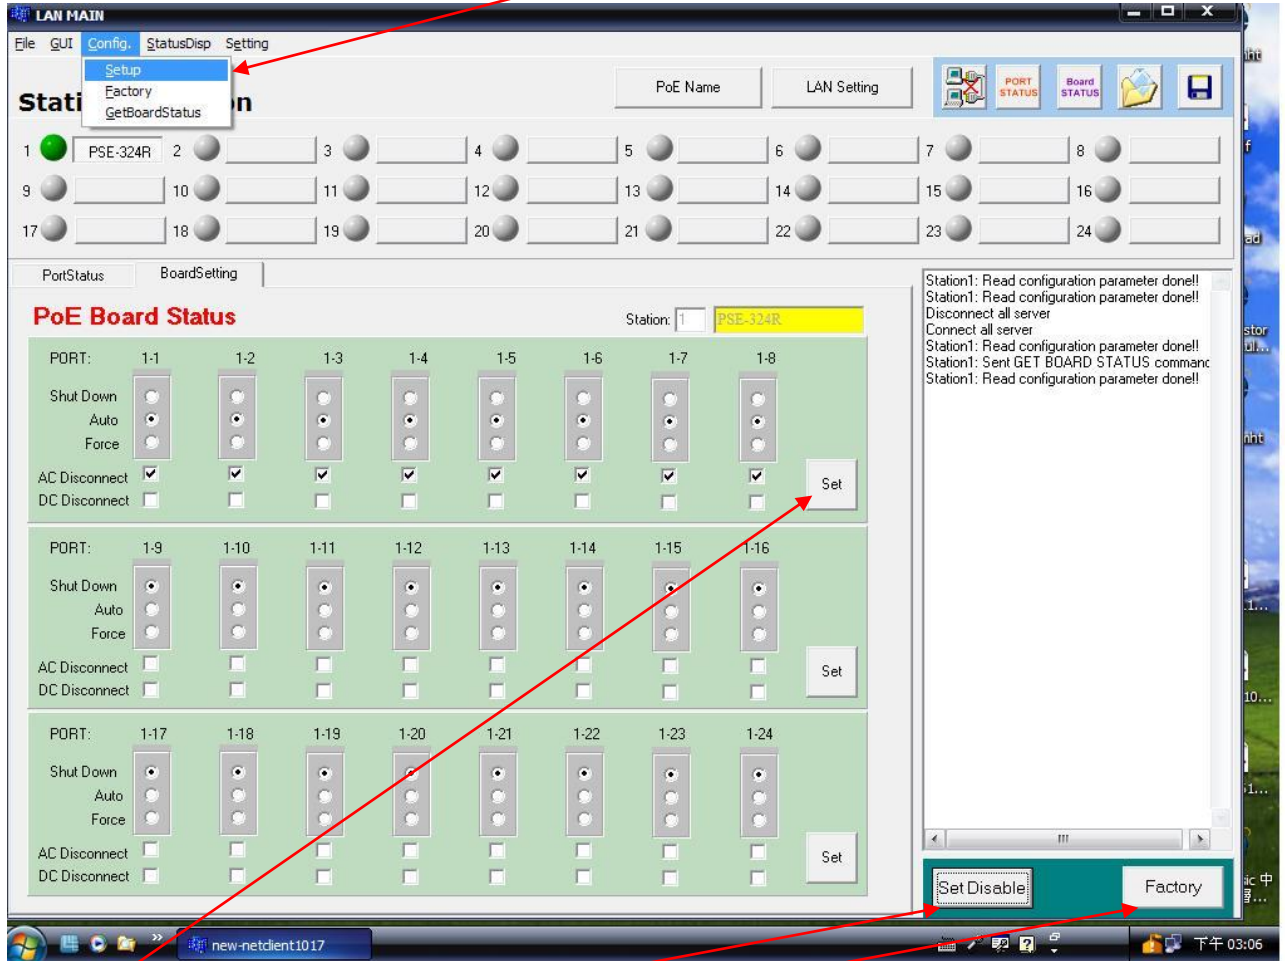 LAN MAIN
File GUI Config. StatusDisp Setting
Setup
Factory
GetBoardStatus
Stati
on
PoE Name
LAN Setting
PORT STATUS
Board STATUS
1 PSE-324R 2 3 4 5 6 7 8
9 10 11 12 13 14 15 16
17 18 19 20 21 22 23 24
PortStatus BoardSetting
PoE Board Status
Station: 1 PSE-324R
PORT: 1-1 1-2 1-3 1-4 1-5 1-6 1-7 1-8
Shut Down
Auto
Force
AC Disconnect
DC Disconnect
Set
PORT: 1-9 1-10 1-11 1-12 1-13 1-14 1-15 1-16
Shut Down
Auto
Force
AC Disconnect
DC Disconnect
Set
PORT: 1-17 1-18 1-19 1-20 1-21 1-22 1-23 1-24
Shut Down
Auto
Force
AC Disconnect
DC Disconnect
Set
Station1: Read configuration parameter done!!
Station1: Read configuration parameter done!!
Disconnect all server
Connect all server
Station1: Read configuration parameter done!!
Station1: Sent GET BOARD STATUS command
Station1: Read configuration parameter done!!
Set Disable
Factory
new-netclient1017
下午 03:06